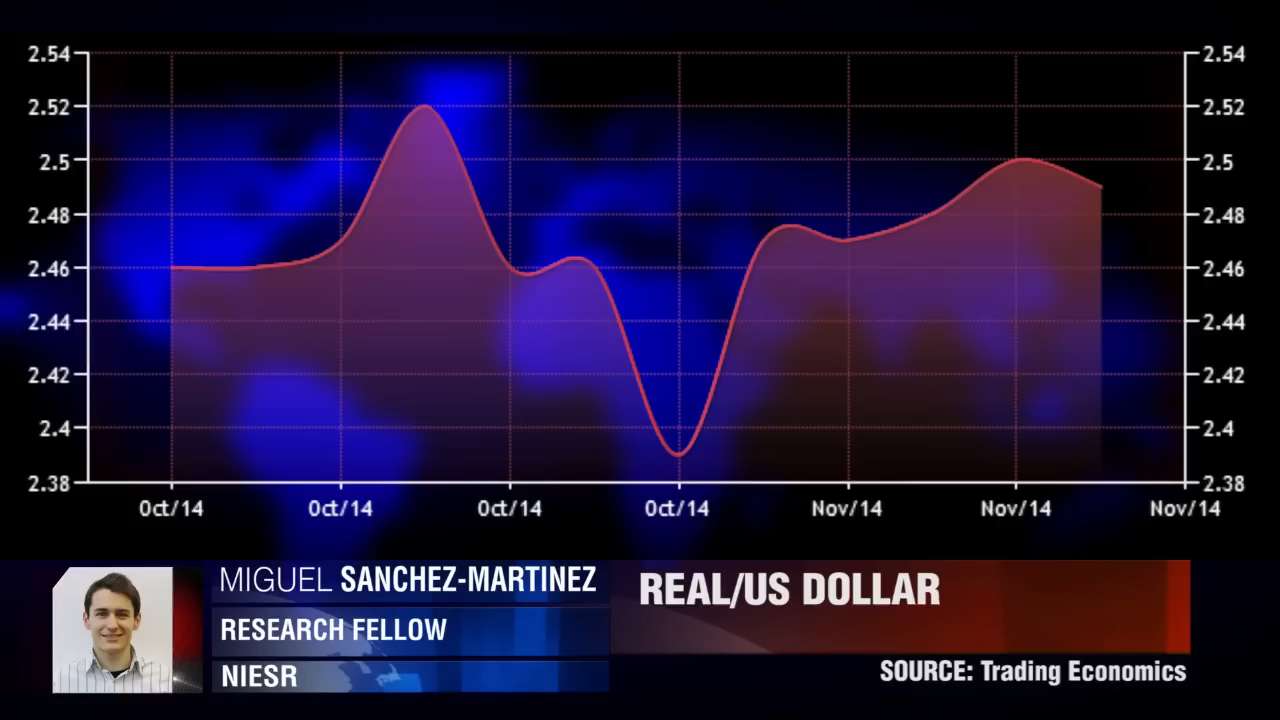 2.54 2.54
2.52 2.52
2.5 2.5
2.48 2.48
2.46 2.46
2.44 2.44
2.42 2.42
2.4 2.4
2.38 2.38
Oct/14 Oct/14 Oct/14 Oct/14 Nov/14 Nov/14 Nov/14
MIGUEL SANCHEZ-MARTINEZ
RESEARCH FELLOW
NIESR
REAL/US DOLLAR
SOURCE: Trading Economics